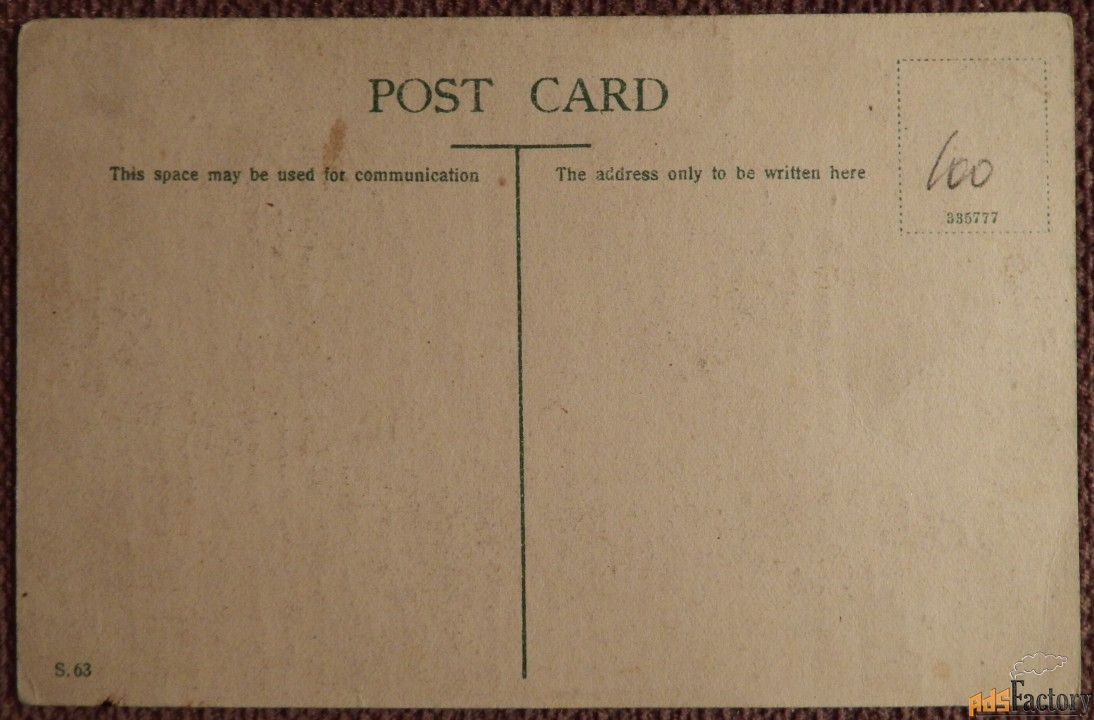 POST CARD
This space may be used for communication
The address only to be written here
100
335777
S. 63
AdsFactory